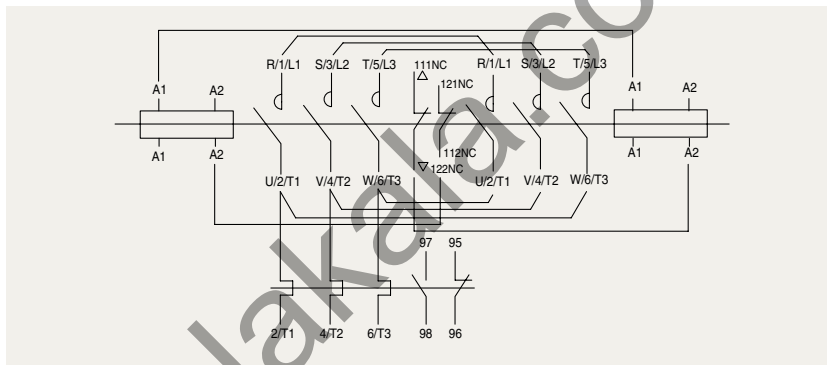 R/1/L1 S/3/L2 T/5/L3 111NC R/1/L1 S/3/L2 T/5/L3
A1 A2 121NC A1 A2
A1 A2 112NC A1 A2
122NC
U/2/T1 V/4/T2 W/6/T3 U/2/T1 V/4/T2 W/6/T3
97 95
2/T1 4/T2 6/T3 98 96
lakala.co